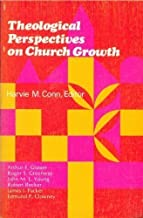 Theological
Perspectives
on Church Growth
Harvie M. Conn, Editor
Arthur F. Glasser
Roger S. Greenway
John M. L. Young
Robert Recker
James I. Packer
Edmund P. Clowney